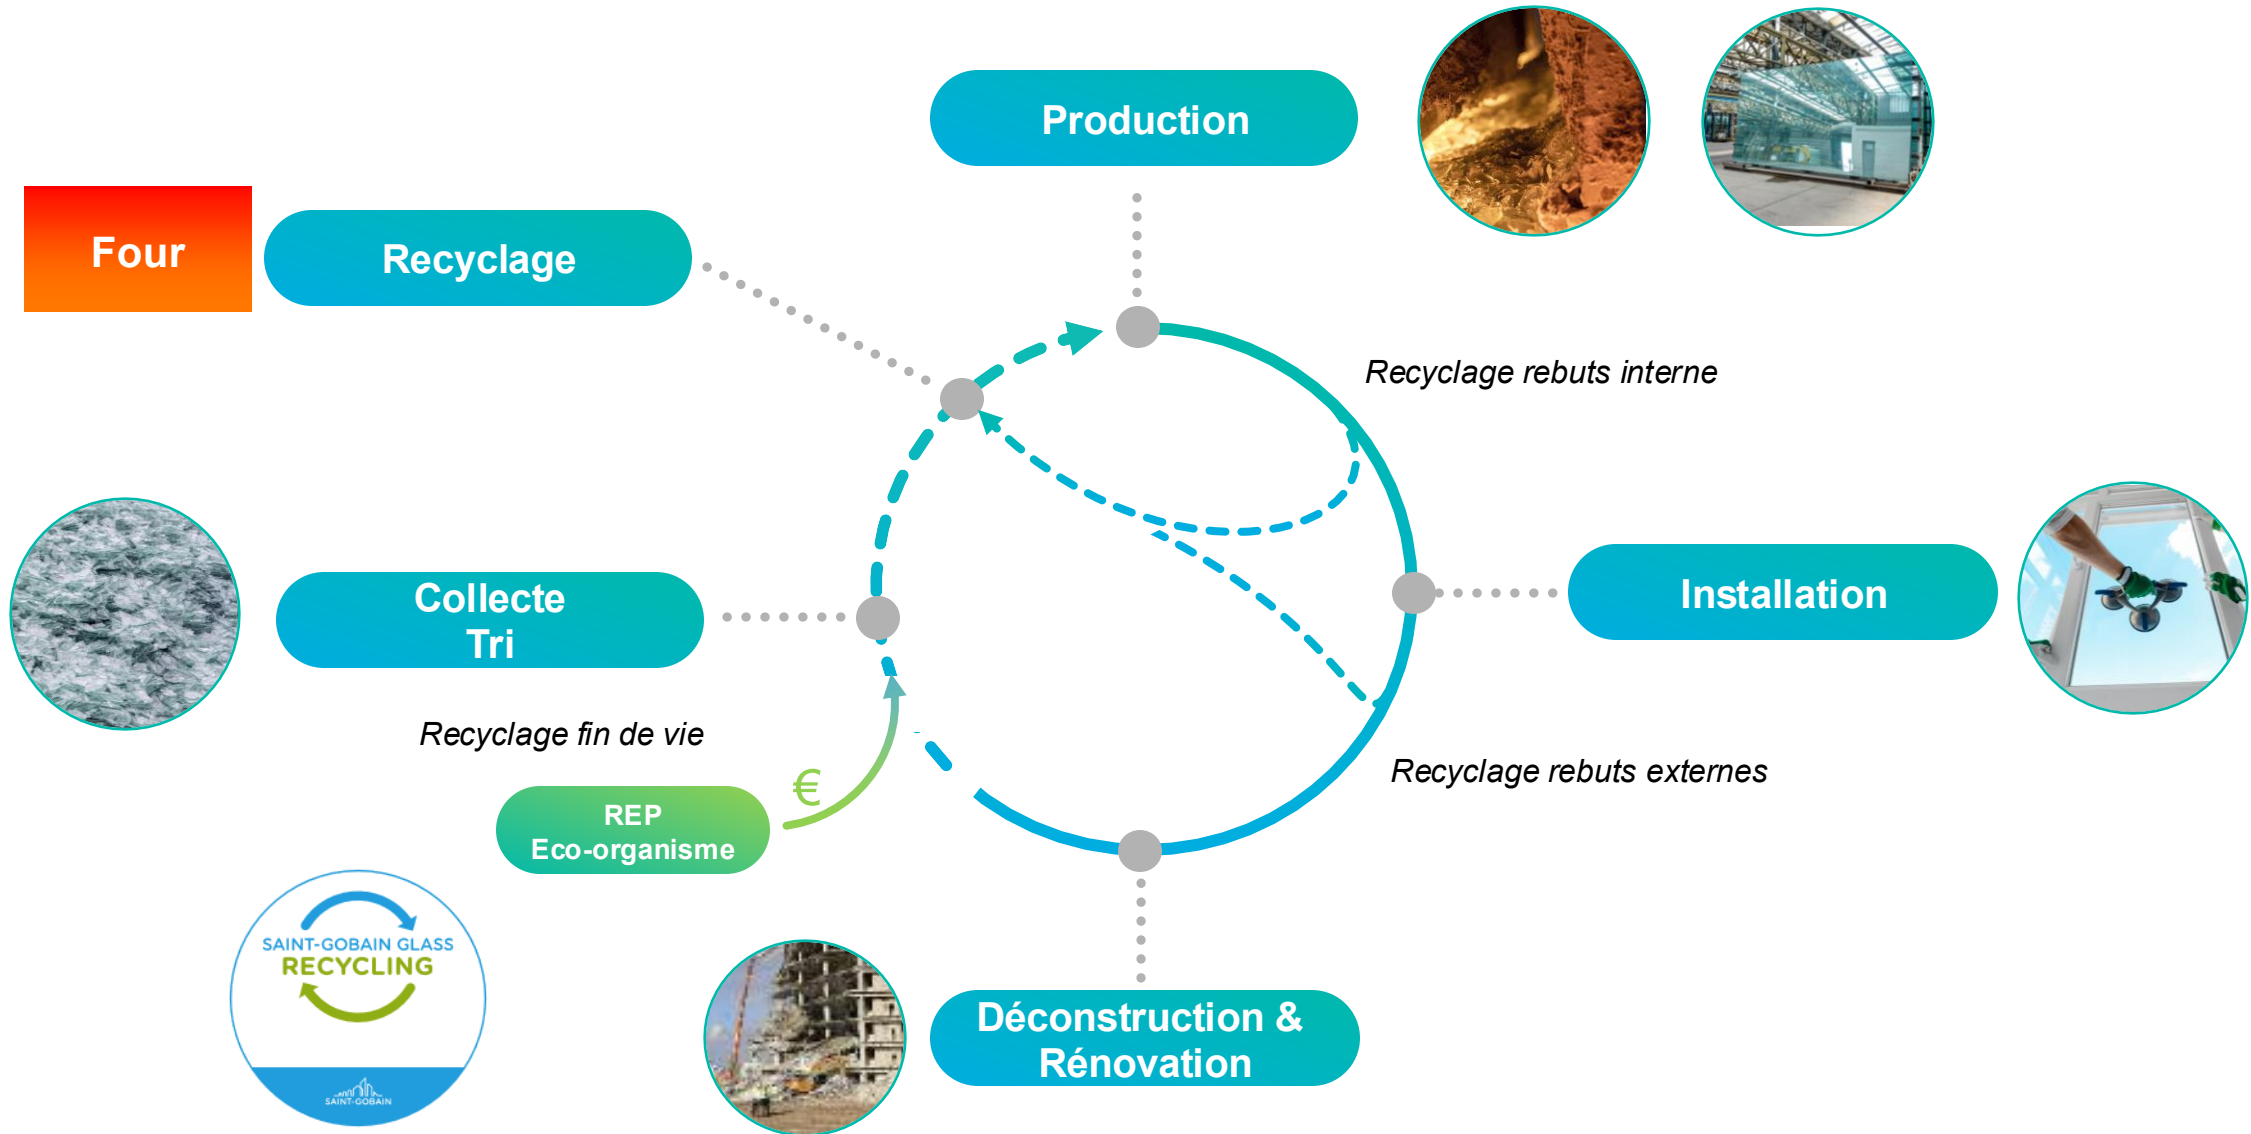 Production
Four
Recyclage
Recyclage rebuts interne
Collecte
Tri
Installation
Recyclage fin de vie
€
Recyclage rebuts externes
REP
Eco-organisme
SAINT-GOBAIN GLASS
RECYCLING
SAINT-GOBAIN
Déconstruction &
Rénovation